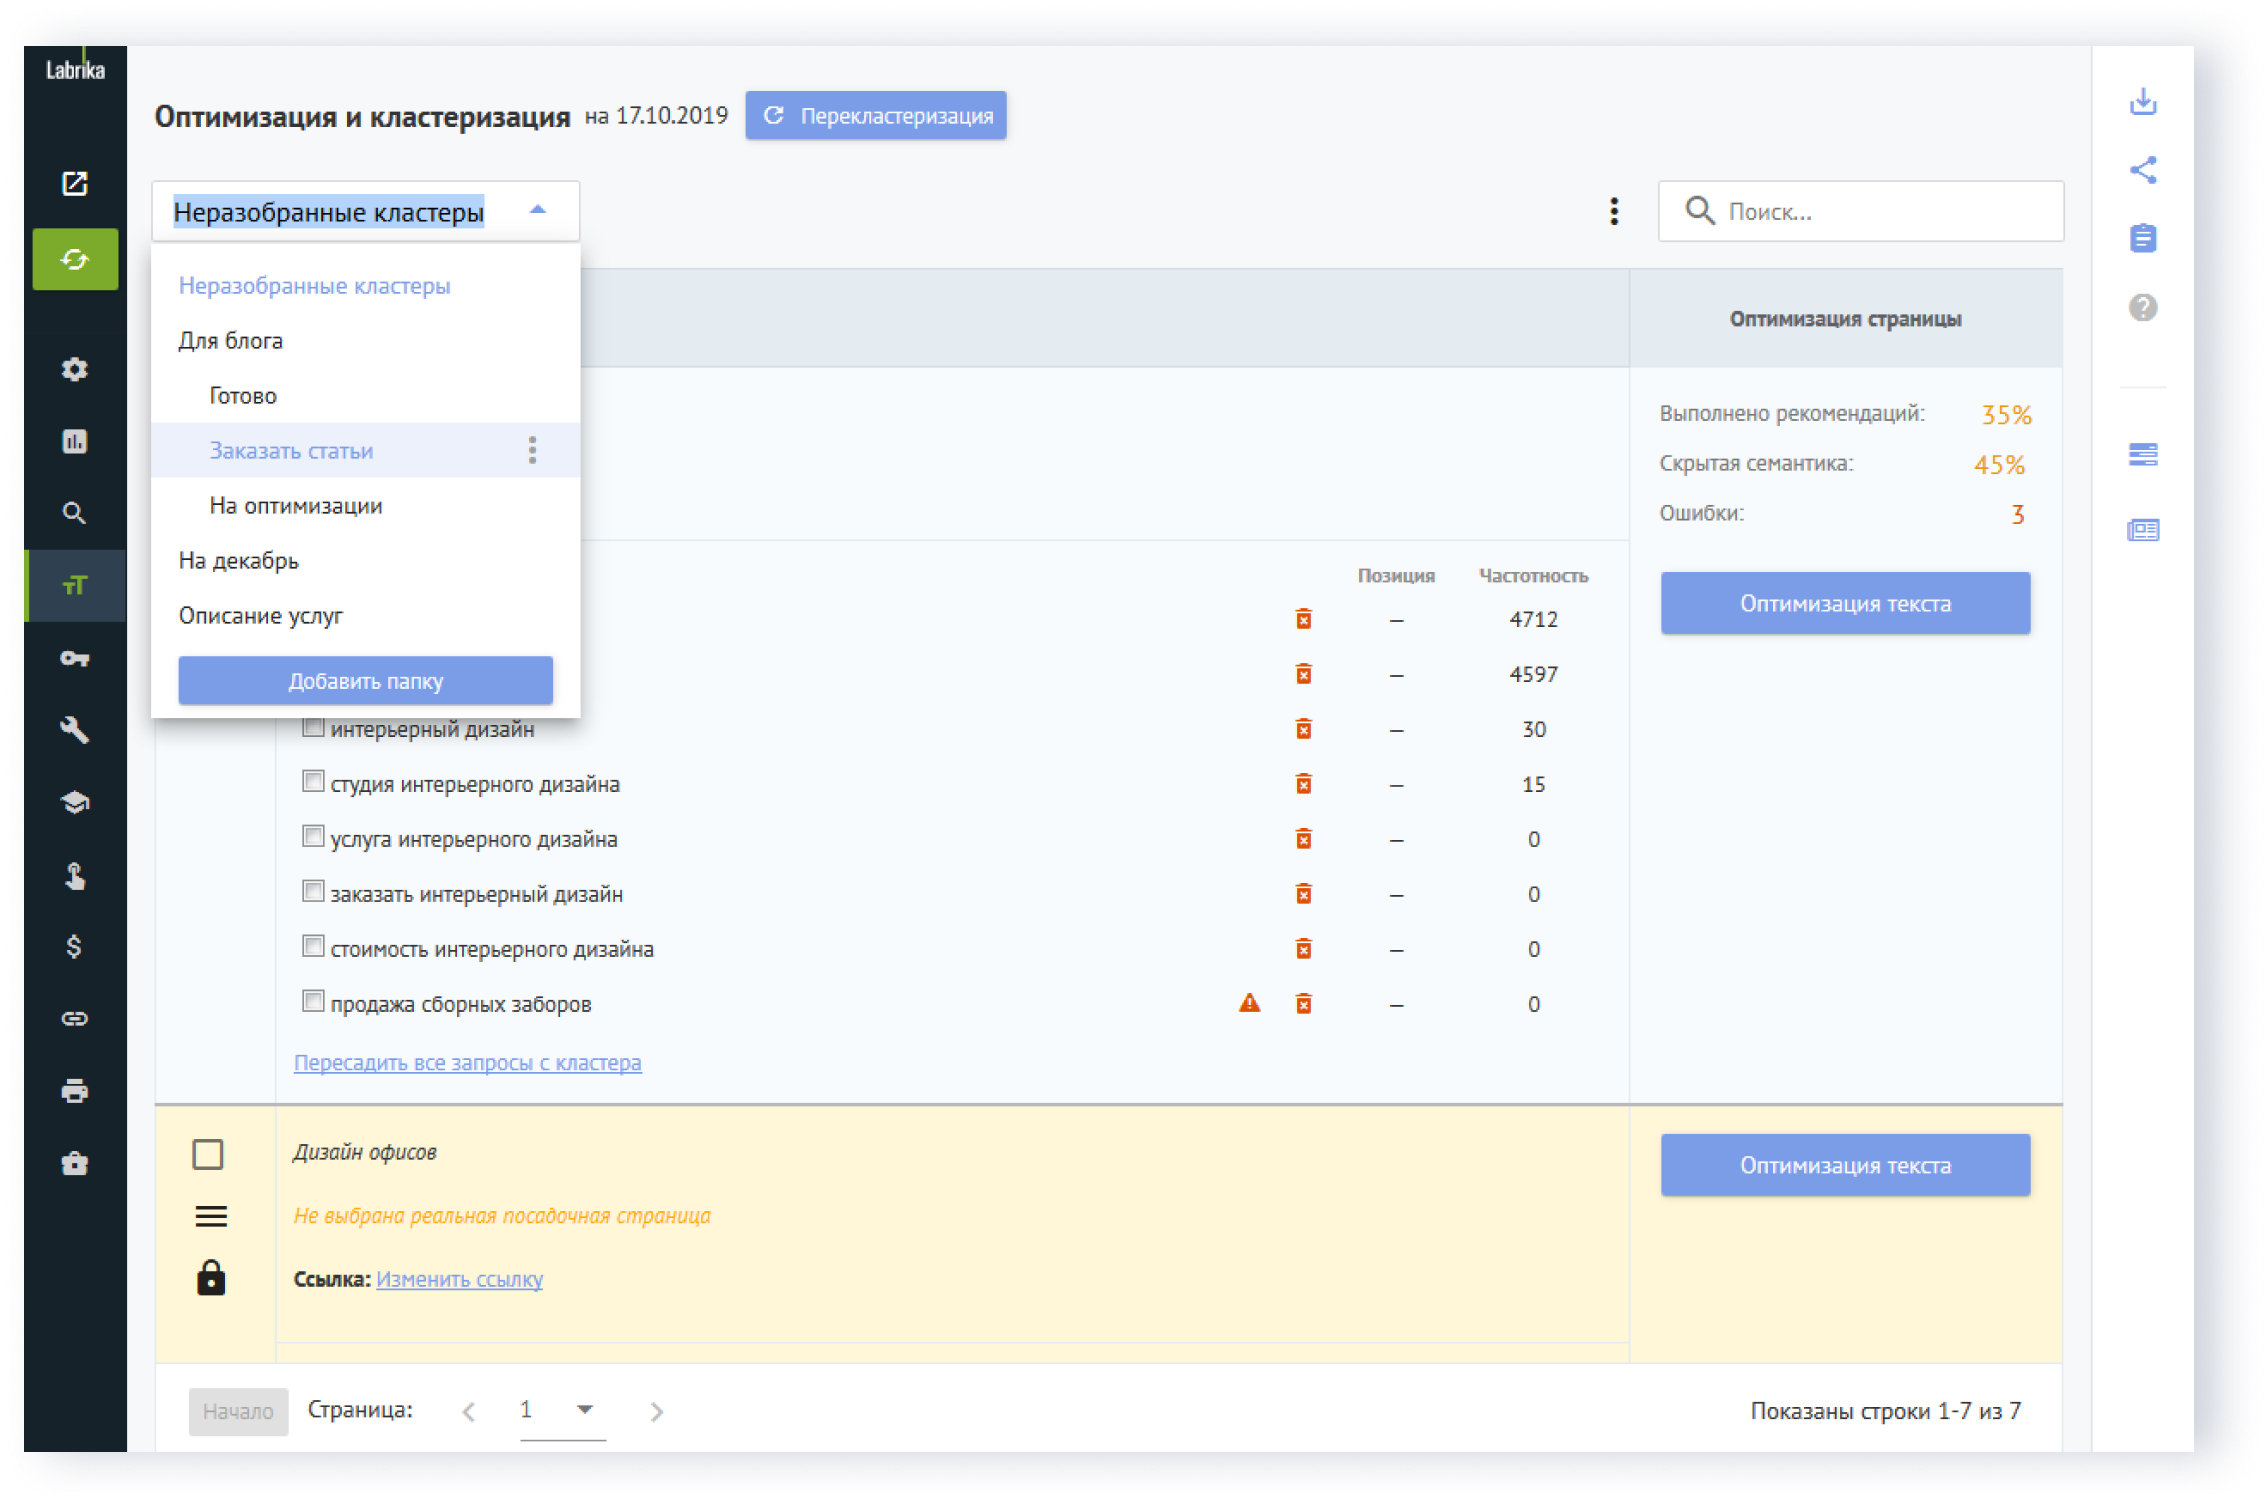 Labrika
Оптимизация и кластеризация на 17.10.2019 Перекластеризация
Неразобранные кластеры
Поиск...
Неразобранные кластеры
Для блога
Готово
Заказать статьи
На оптимизации
На декабрь
Описание услуг
Добавить папку
Оптимизация страницы
Выполнено рекомендаций: 35%
Скрытая семантика: 45%
Ошибки: 3
Оптимизация текста
Позиция Частотность
– 4712
– 4597
интерьерный дизайн – 30
студия интерьерного дизайна – 15
услуга интерьерного дизайна – 0
заказать интерьерный дизайн – 0
стоимость интерьерного дизайна – 0
продажа сборных заборов – 0
Пересадить все запросы с кластера
Дизайн офисов
Не выбрана реальная посадочная страница
Ссылка: Изменить ссылку
Оптимизация текста
Начало Страница: 1
Показаны строки 1-7 из 7